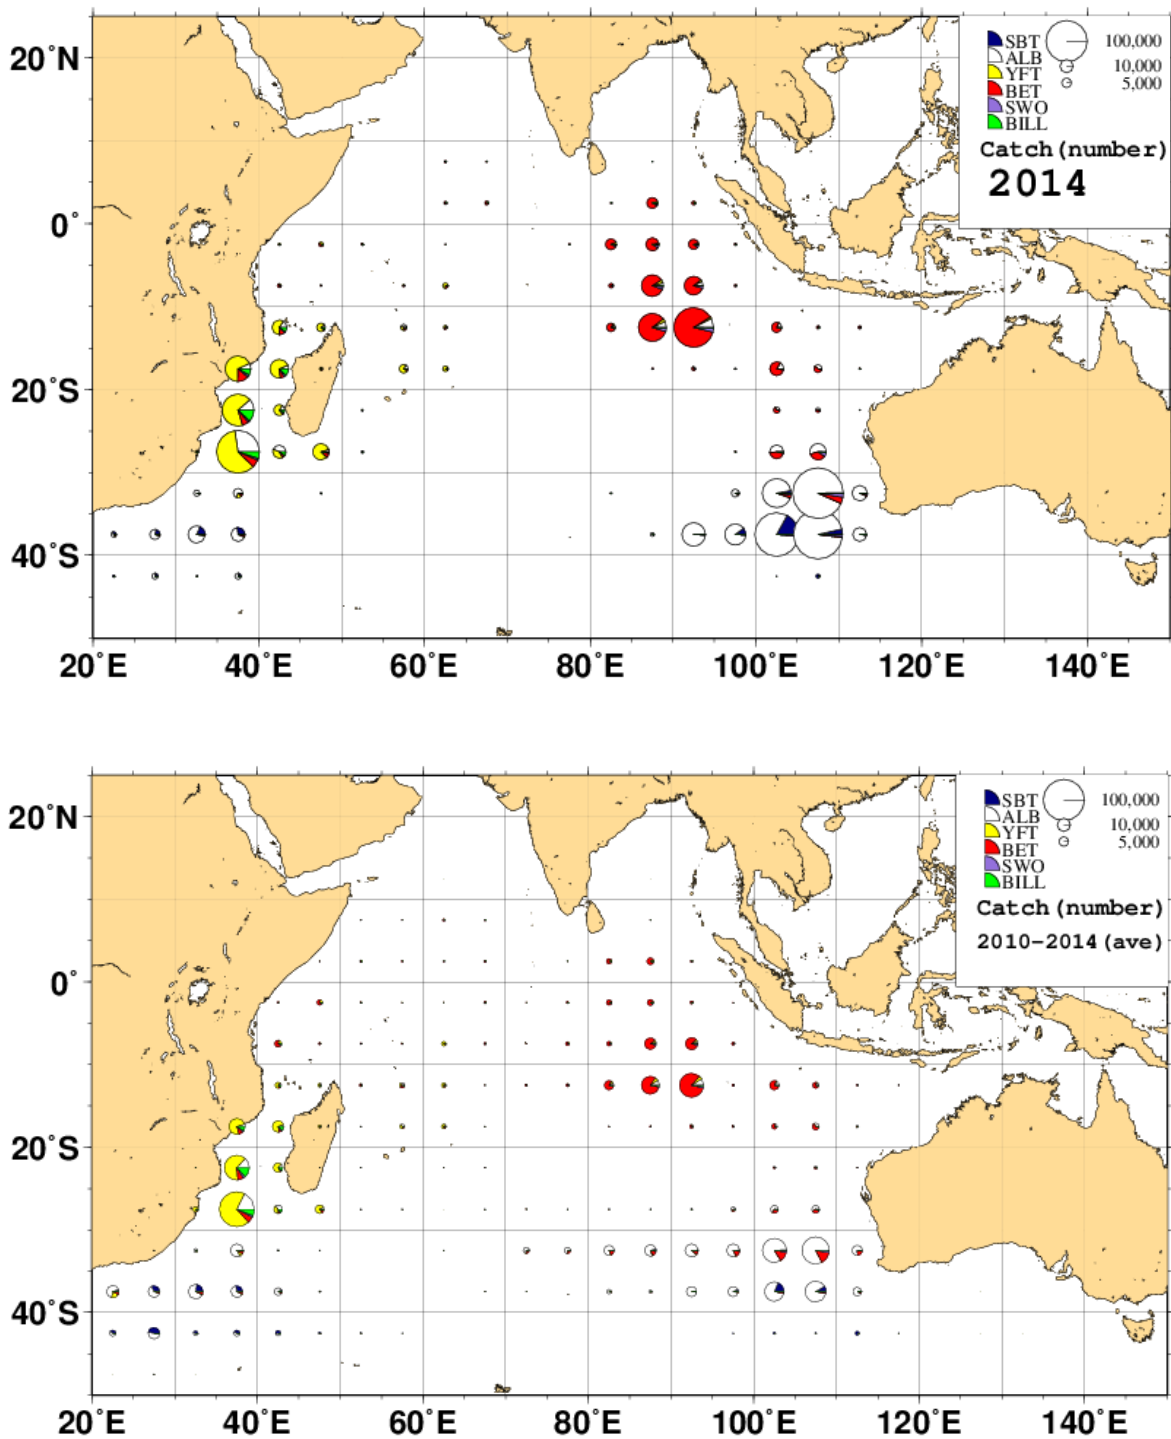 20°N
0°
20°S
40°S
20°E 40°E 60°E 80°E 100°E 120°E 140°E
SBT 100,000
ALB
YFT 10,000
BET 5,000
SWO
BILL
Catch(number)
2014
20°N
0°
20°S
40°S
20°E 40°E 60°E 80°E 100°E 120°E 140°E
SBT 100,000
ALB
YFT 10,000
BET 5,000
SWO
BILL
Catch(number)
2010-2014(ave)